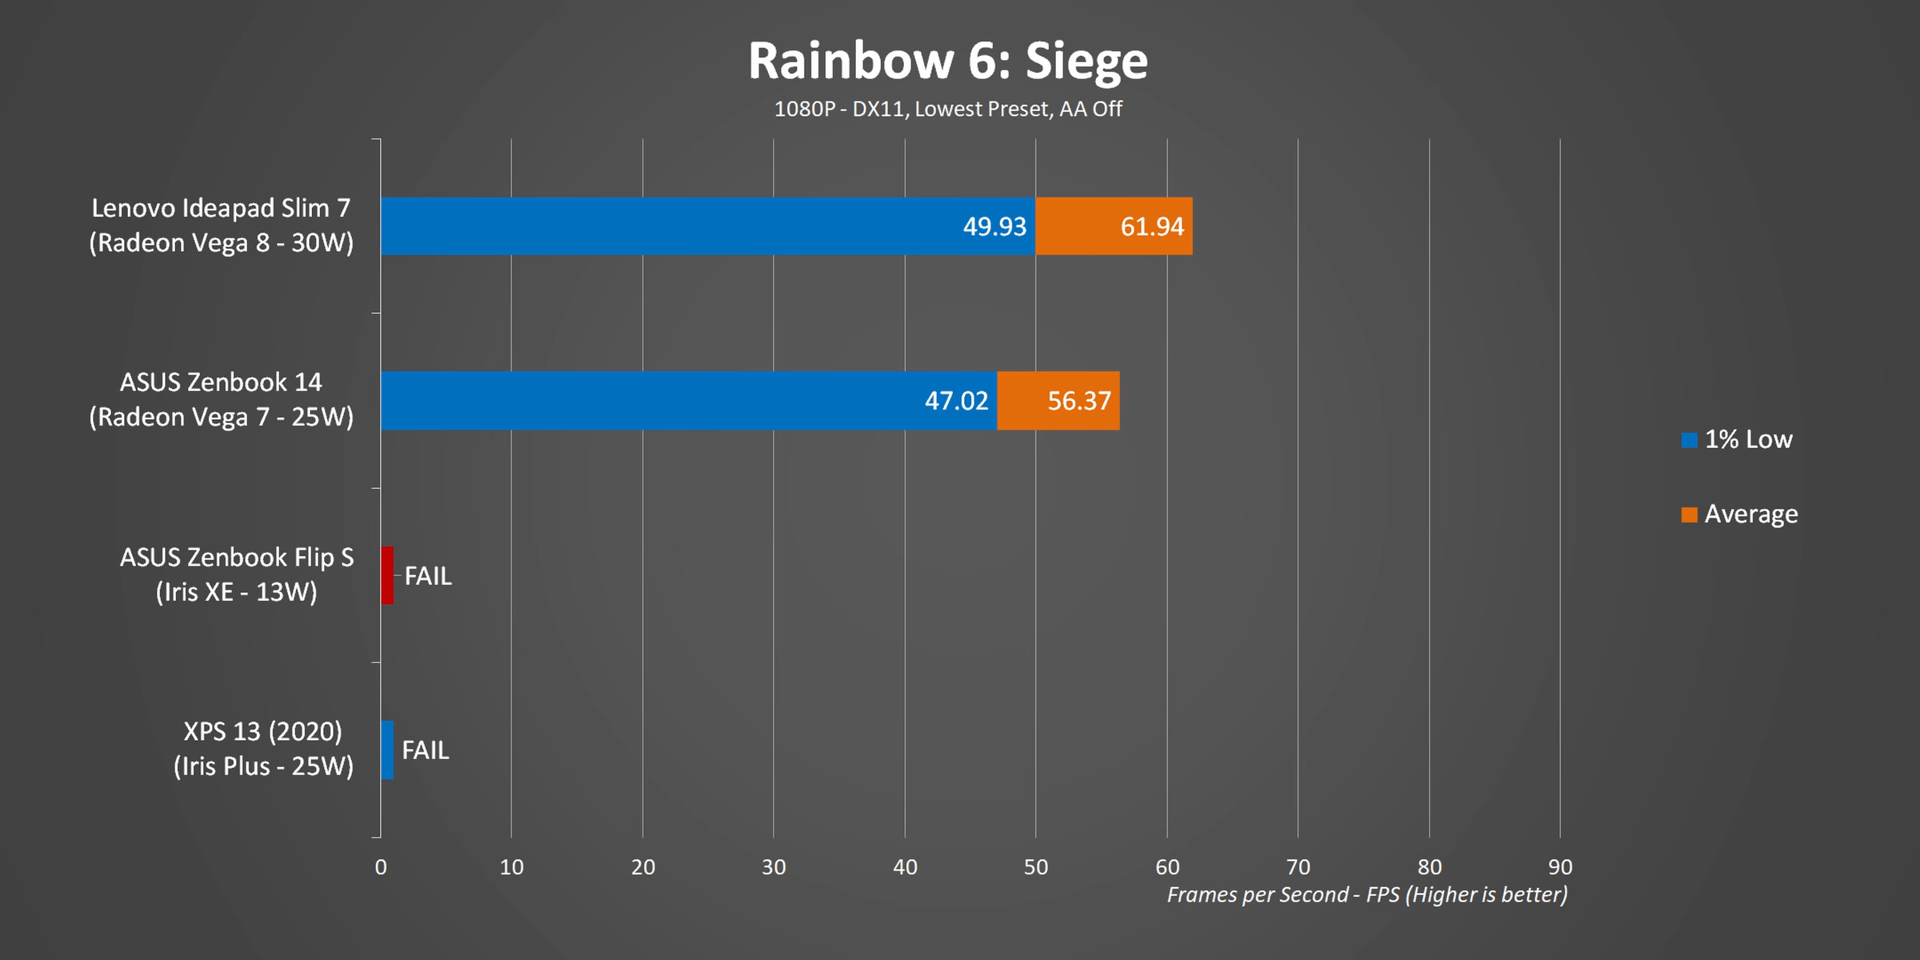 Rainbow 6: Siege
1080P - DX11, Lowest Preset, AA Off
Lenovo Ideapad Slim 7
(Radeon Vega 8 - 30W)
49.93
61.94
ASUS Zenbook 14
(Radeon Vega 7 - 25W)
47.02
56.37
1% Low
Average
ASUS Zenbook Flip S
(Iris XE - 13W)
FAIL
XPS 13 (2020)
(Iris Plus - 25W)
FAIL
0 10 20 30 40 50 60 70 80 90
Frames per Second - FPS (Higher is better)